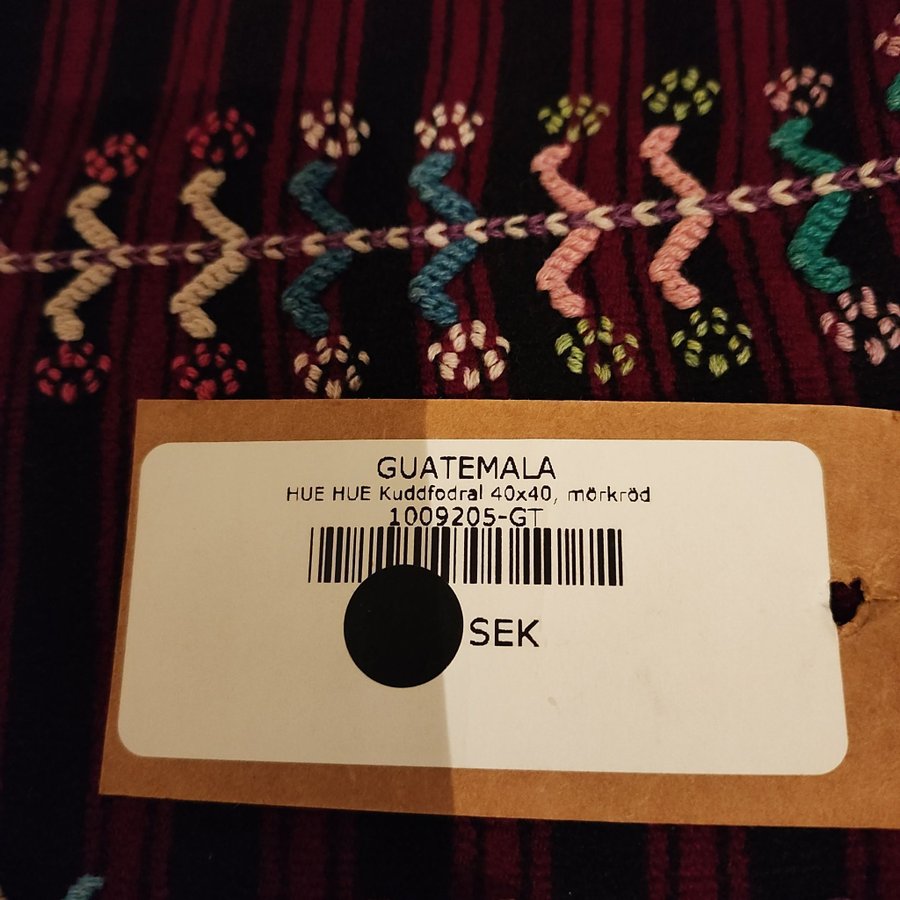 GUATEMALA
HUE HUE Kuddfodral 40x40, mörkröd
1009205-GT
SEK